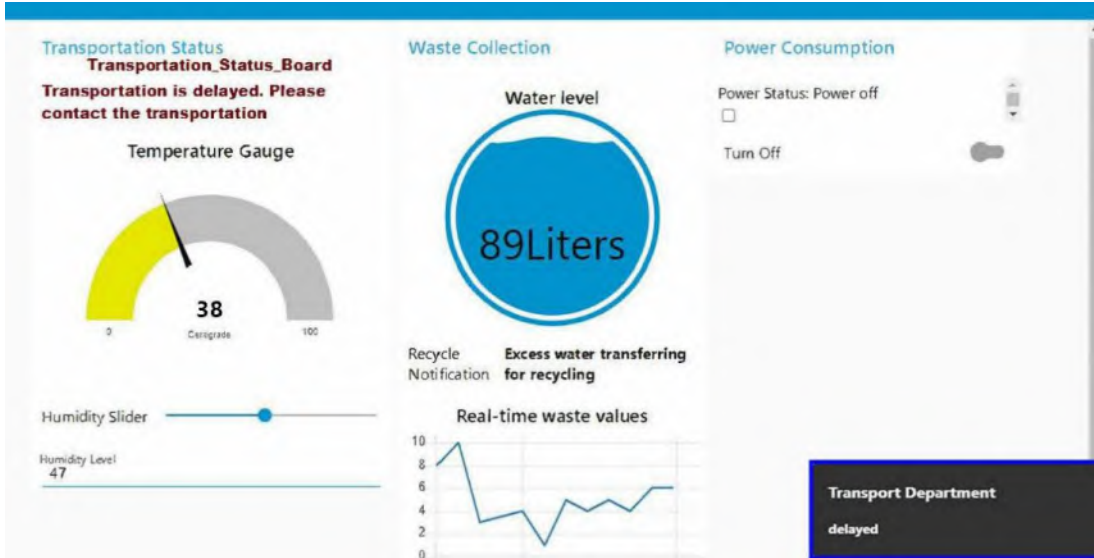 Transportation Status
Transportation_Status_Board
Transportation is delayed. Please
contact the transportation
Temperature Gauge
38
0
100
Humidity Slider
Humidity Level
47
Waste Collection
Water level
89Liters
Recycle
Notification
Excess water transferring
for recycling
Real-time waste values
10
8
6
4
2
0
Power Consumption
Power Status: Power off
Turn Off
Transport Department
delayed